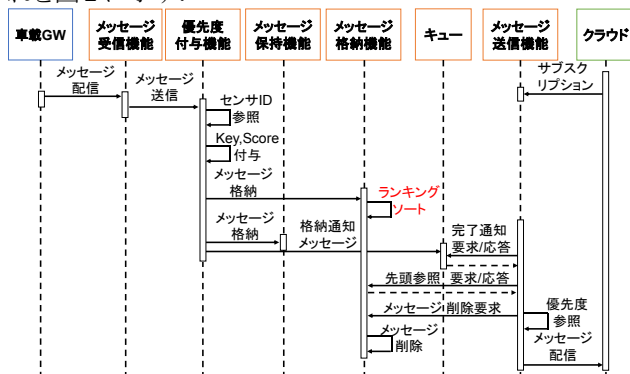 車載GW
メッセージ
受信機能
優先度
付与機能
メッセージ
保持機能
メッセージ
格納機能
キュー
メッセージ
送信機能
クラウド
メッセージ
配信
メッセージ
送信
サブスク
リプション
センサID
参照
Key,Score
付与
メッセージ
格納
ランキング
ソート
メッセージ
格納
格納通知
メッセージ
完了通知
要求/応答
先頭参照 要求/応答
メッセージ 削除要求
優先度
参照
メッセージ
削除
メッセージ
配信